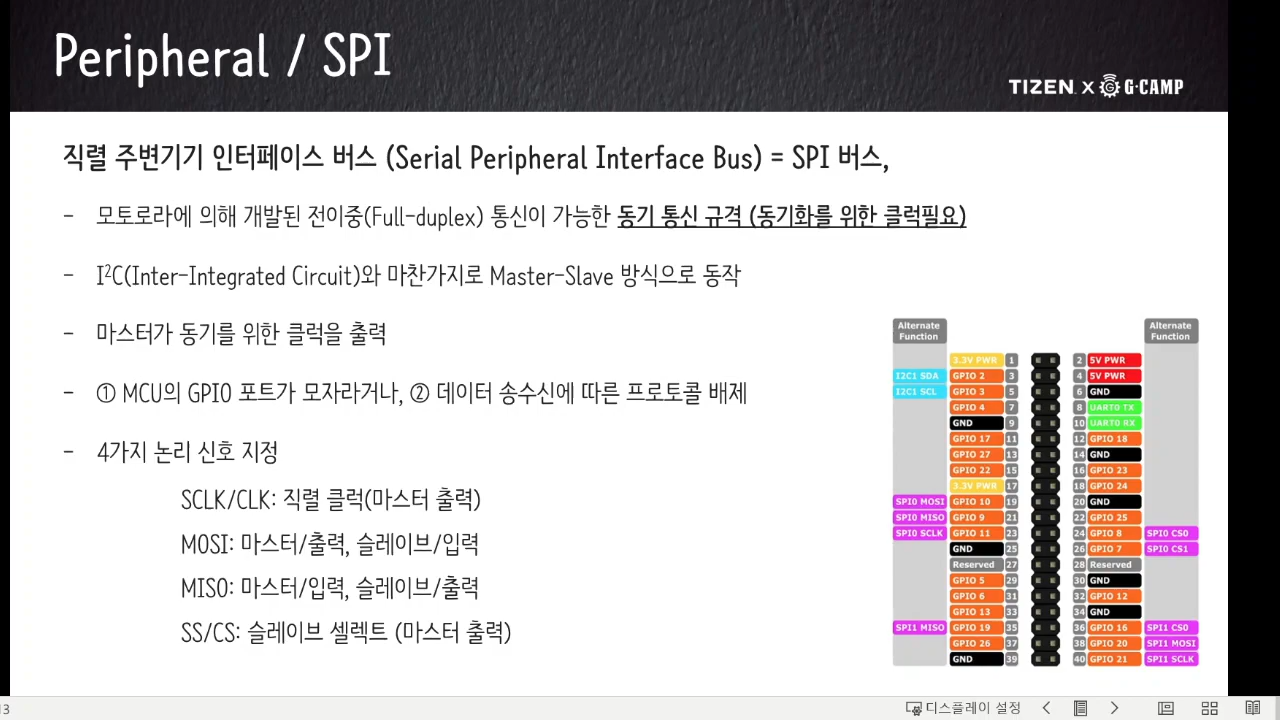 Peripheral / SPI
TIZEN X G·CAMP
직렬 주변기기 인터페이스 버스 (Serial Peripheral Interface Bus) = SPI 버스,
- 모토로라에 의해 개발된 전이중(Full-duplex) 통신이 가능한 동기 통신 규격 (동기화를 위한 클럭필요)
- I²C(Inter-Integrated Circuit)와 마찬가지로 Master-Slave 방식으로 동작
- 마스터가 동기를 위한 클럭을 출력
- ① MCU의 GPIO 포트가 모자라거나, ② 데이터 송수신에 따른 프로토콜 배제
- 4가지 논리 신호 지정
SCLK/CLK: 직렬 클럭(마스터 출력)
MOSI: 마스터/출력, 슬레이브/입력
MISO: 마스터/입력, 슬레이브/출력
SS/CS: 슬레이브 셀렉트 (마스터 출력)
Alternate Function Alternate Function
3.3V PWR 1 2 5V PWR
I2C1 SDA GPIO 2 3 4 5V PWR
I2C1 SCL GPIO 3 5 6 GND
GPIO 4 7 8 UART0 TX
GND 9 10 UART0 RX
GPIO 17 11 12 GPIO 18
GPIO 27 13 14 GND
GPIO 22 15 16 GPIO 23
3.3V PWR 17 18 GPIO 24
SPI0 MOSI GPIO 10 19 20 GND
SPI0 MISO GPIO 9 21 22 GPIO 25
SPI0 SCLK GPIO 11 23 24 GPIO 8 SPI0 CS0
GND 25 26 GPIO 7 SPI0 CS1
Reserved 27 28 Reserved
GPIO 5 29 30 GND
GPIO 6 31 32 GPIO 12
GPIO 13 33 34 GND
SPI1 MISO GPIO 19 35 36 GPIO 16 SPI1 CS0
GPIO 26 37 38 GPIO 20 SPI1 MOSI
GND 39 40 GPIO 21 SPI1 SCLK
13 디스플레이 설정